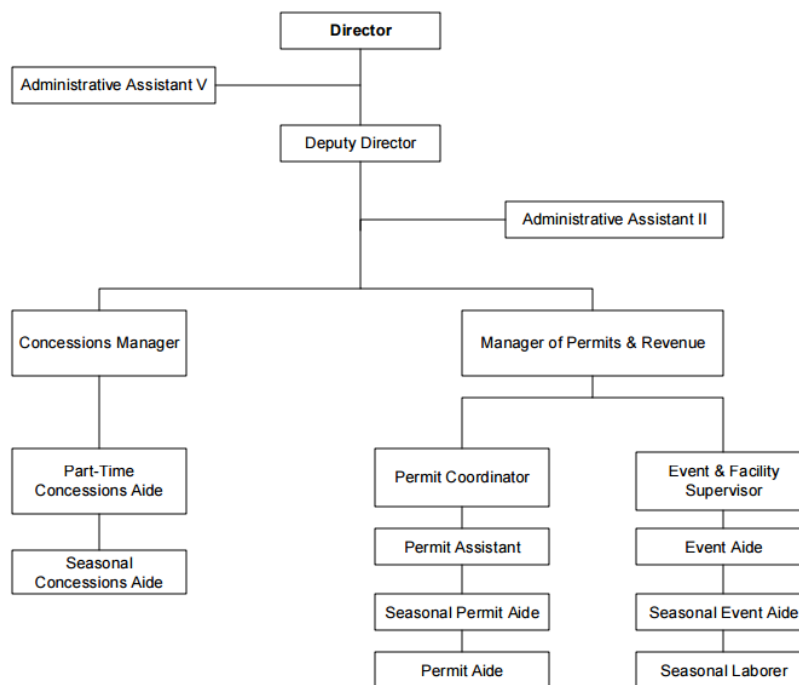 Director
Administrative Assistant V
Deputy Director
Administrative Assistant II
Concessions Manager
Manager of Permits & Revenue
Part-Time
Concessions Aide
Permit Coordinator
Event & Facility
Supervisor
Seasonal
Concessions Aide
Permit Assistant
Event Aide
Seasonal Permit Aide
Seasonal Event Aide
Permit Aide
Seasonal Laborer